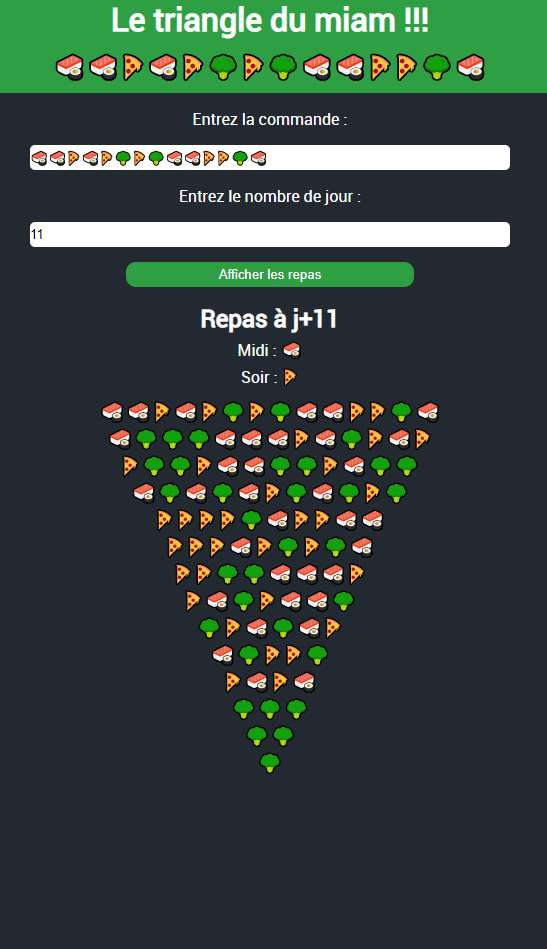 Le triangle du miam !!!
🍣🍣🍕🍣🍕🥦🍕🥦🍣🍣🍕🍕🥦🍣
Entrez la commande :
🍣🍣🍕🍣🍕🥦🍕🥦🍣🍣🍕🍕🥦🍣
Entrez le nombre de jour :
11
Afficher les repas
Repas à j+11
Midi : 🍣
Soir : 🍕
🍣🍣🍕🍣🍕🥦🍕🥦🍣🍣🍕🍕🥦🍣
🍣🥦🥦🥦🍣🍣🍣🍕🍣🥦🍕🍣🍕
🍕🥦🥦🍕🍣🍣🥦🥦🍕🍣🥦🥦
🍣🥦🍣🥦🍣🍕🥦🍣🥦🍕🥦
🍕🍕🍕🍕🥦🍣🍕🍕🍣🍣
🍕🍕🍕🍣🍕🥦🍕🥦🍣
🍕🍕🥦🥦🍣🍣🍣🍕
🍕🍣🥦🍕🍣🍣🥦
🥦🍕🍣🥦🍣🍕
🍣🥦🍕🍕🥦
🍕🍣🍕🍣
🥦🥦🥦
🥦🥦
🥦